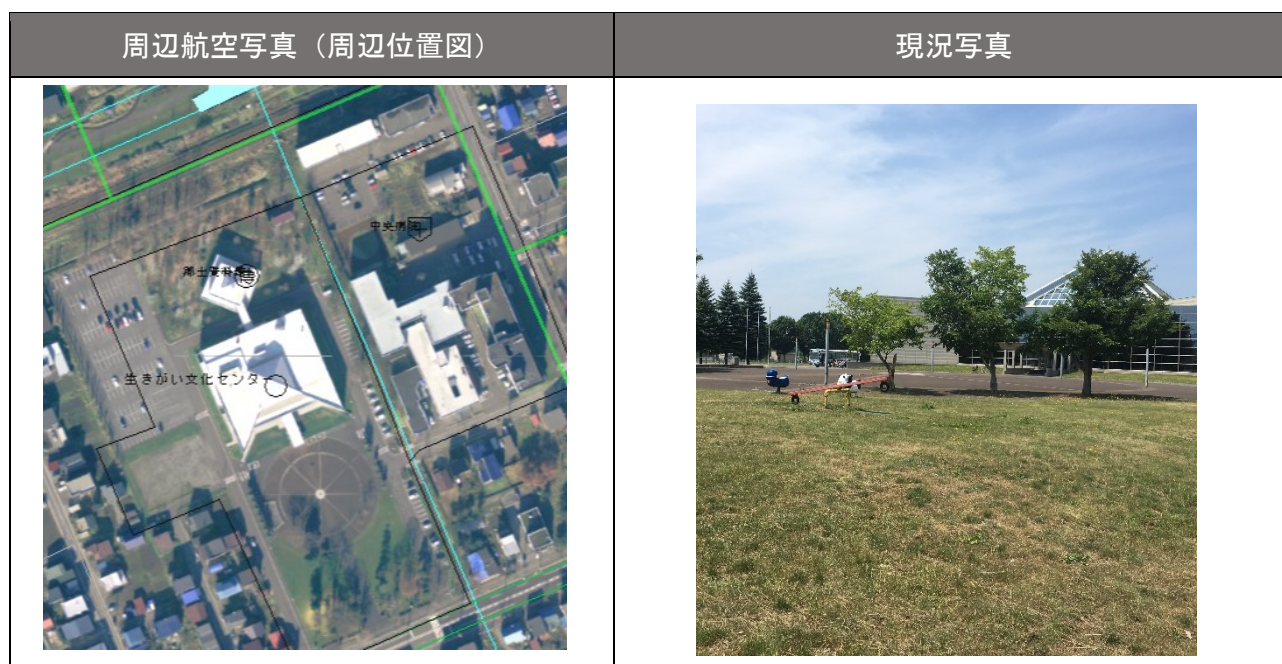 周辺航空写真（周辺位置図）
現況写真
中央病院
郷土資料館
生きがい文化センター